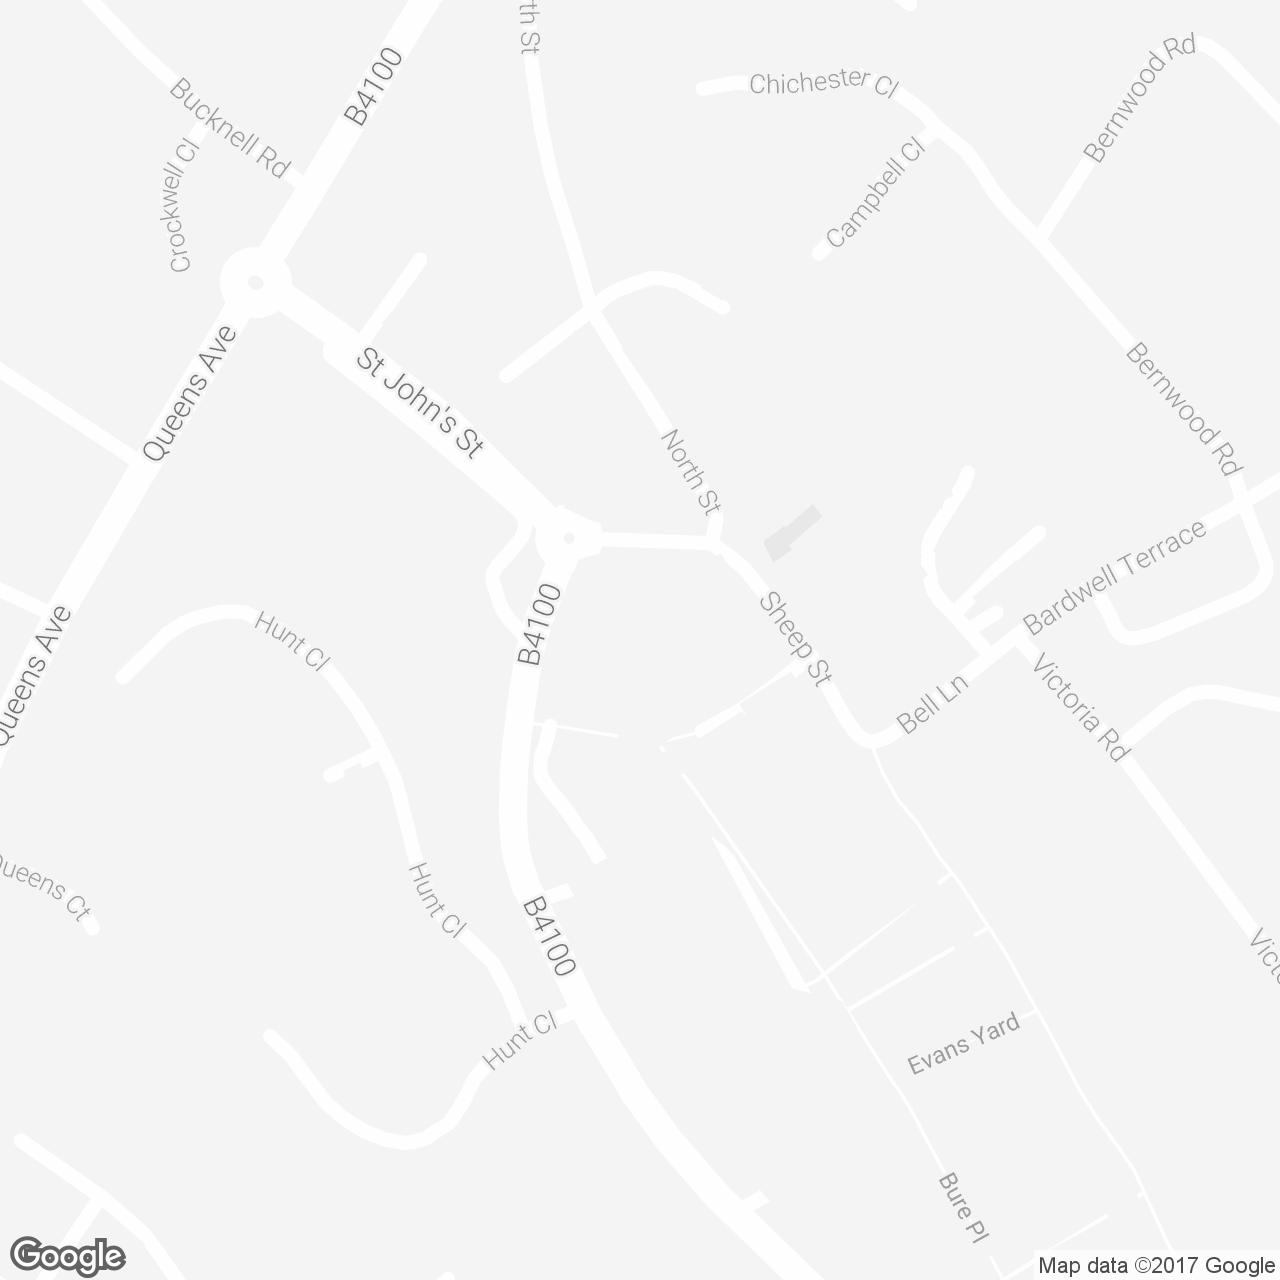 rth St
B4100
Chichester Cl
Bernwood Rd
Bucknell Rd
Crockwell Cl
Campbell Cl
Queens Ave
St John's St
Bernwood Rd
North St
Bardwell Terrace
B4100
Sheep St
Hunt Cl
Queens Ave
Bell Ln
Victoria Rd
Queens Ct
Hunt Cl
B4100
Victo
Hunt Cl
Evans Yard
Bure Pl
Google
Map data ©2017 Google